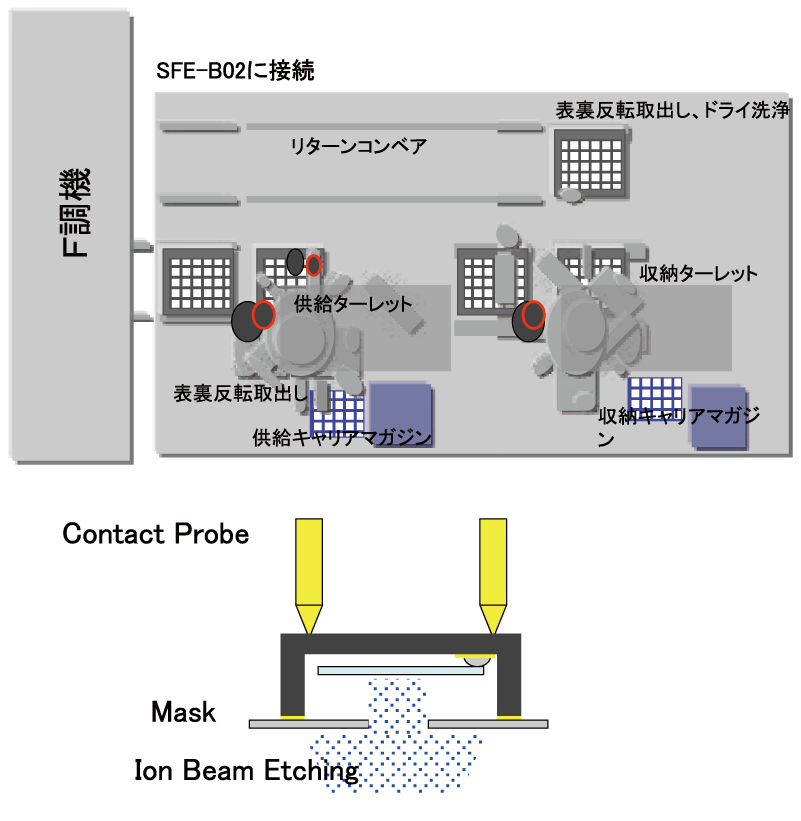 SFE-B02に接続
表裏反転取出し、ドライ洗浄
リターンコンベア
F調機
収納ターレット
供給ターレット
表裏反転取出し
供給キャリアマガジン
収納キャリアマガジ
ン
Contact Probe
Mask
Ion Beam Etching